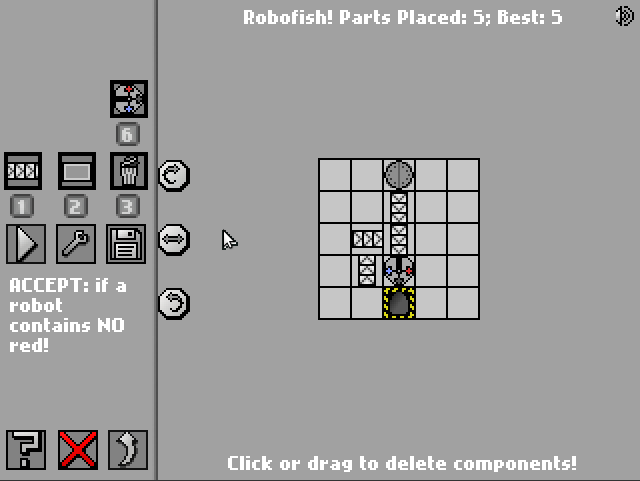 Robofish! Parts Placed: 5; Best: 5
6
1
2
3
ACCEPT: if a
robot
contains NO
red!
Click or drag to delete components!